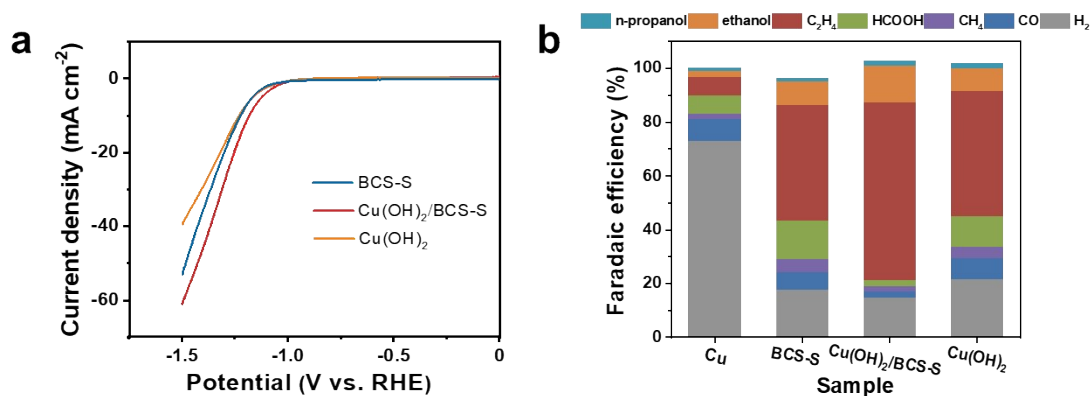 a
Current density (mA cm⁻²)
0
-20
-40
-60
BCS-S
Cu(OH)₂/BCS-S
Cu(OH)₂
-1.5
-1.0
-0.5
0
Potential (V vs. RHE)
n-propanol ethanol C₂H₄ HCOOH CH₄ CO H₂
b
Faradaic efficiency (%)
100
80
60
40
20
0
Cu
BCS-S
Cu(OH)₂/BCS-S
Cu(OH)₂
Sample